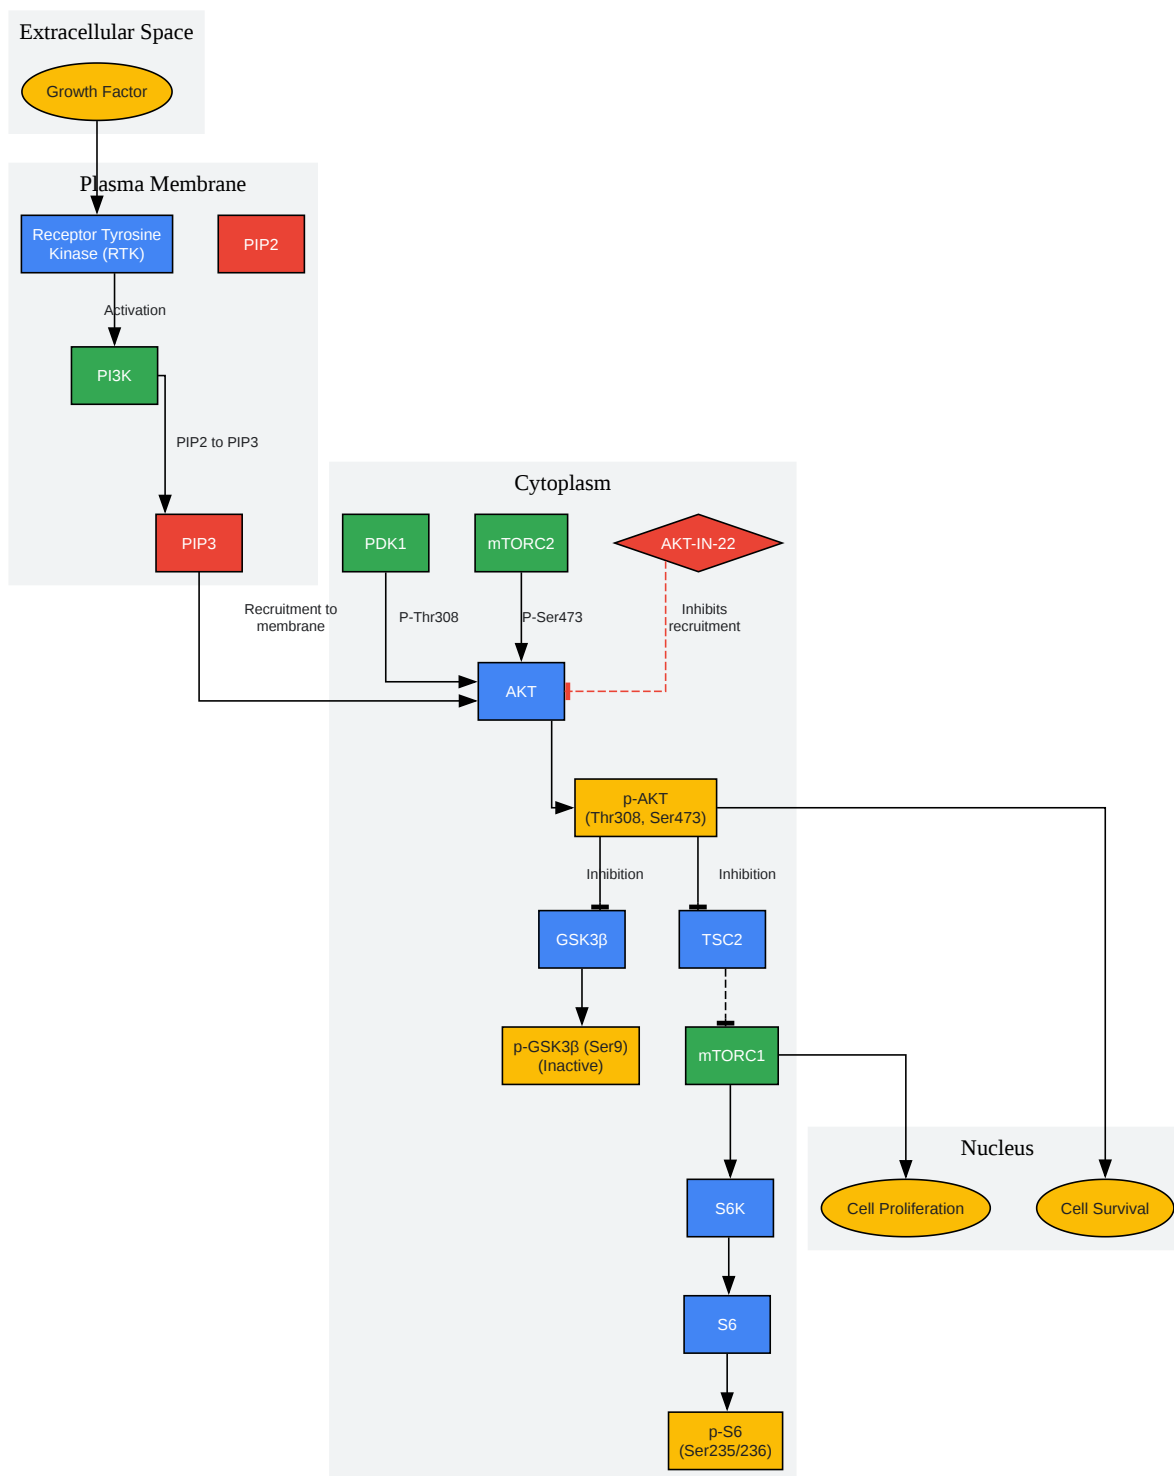 Extracellular Space
Growth Factor
Plasma Membrane
Receptor Tyrosine
Kinase (RTK)
PIP2
Activation
PI3K
PIP2 to PIP3
Cytoplasm
PIP3
PDK1
mTORC2
AKT-IN-22
Recruitment to
membrane
P-Thr308
P-Ser473
Inhibits
recruitment
AKT
p-AKT
(Thr308, Ser473)
Inhibition
Inhibition
GSK3β
TSC2
p-GSK3β (Ser9)
(Inactive)
mTORC1
Nucleus
S6K
Cell Proliferation
Cell Survival
S6
p-S6
(Ser235/236)